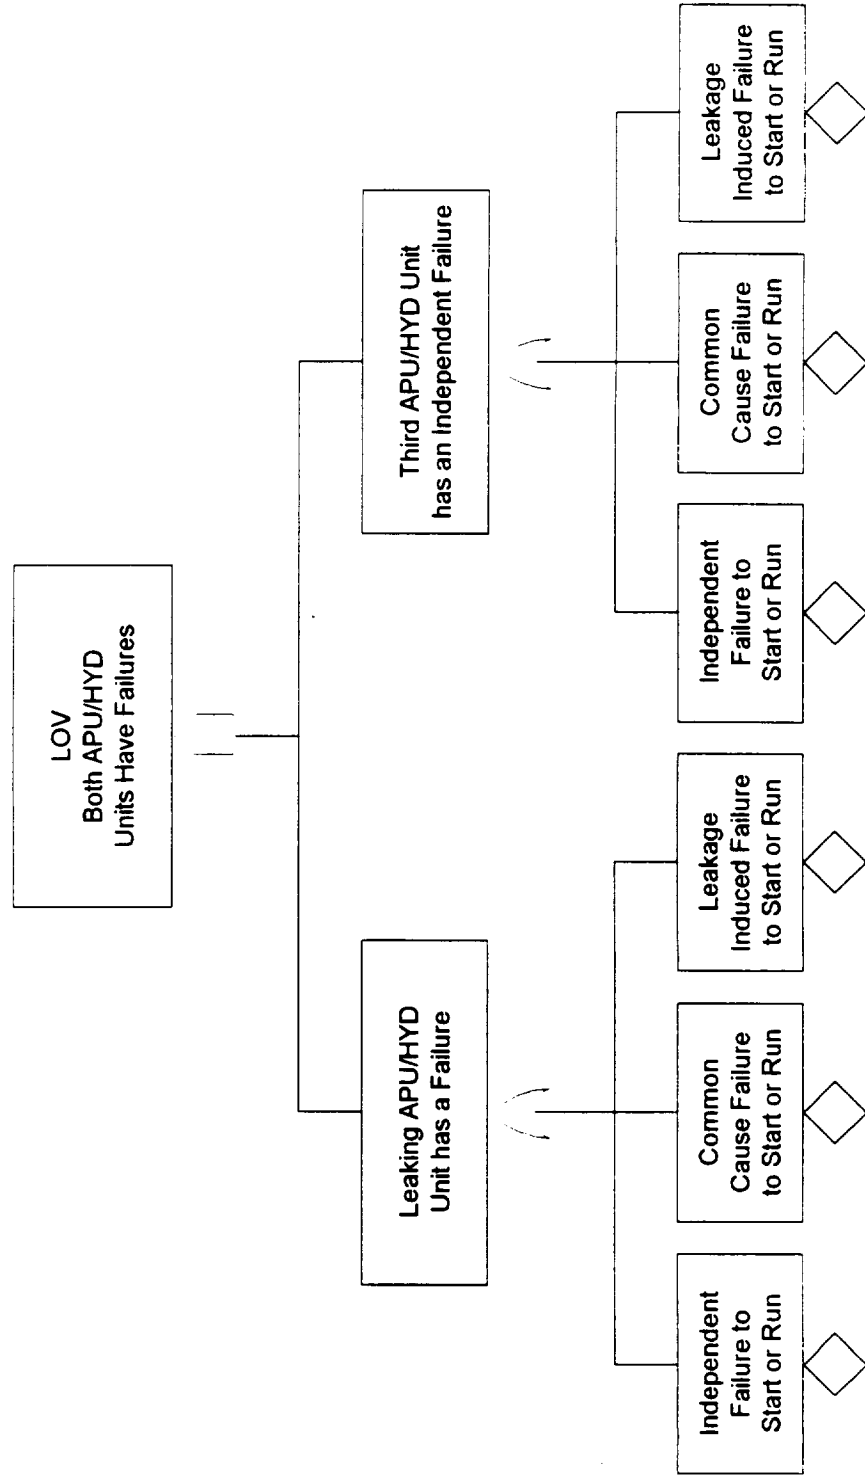 LOV
Both APU/HYD
Units Have Failures
Leaking APU/HYD
Unit has a Failure
Third APU/HYD Unit
has an Independent Failure
Independent
Failure to
Start or Run
Common
Cause Failure
to Start or Run
Leakage
Induced Failure
to Start or Run
Independent
Failure to
Start or Run
Common
Cause Failure
to Start or Run
Leakage
Induced Failure
to Start or Run